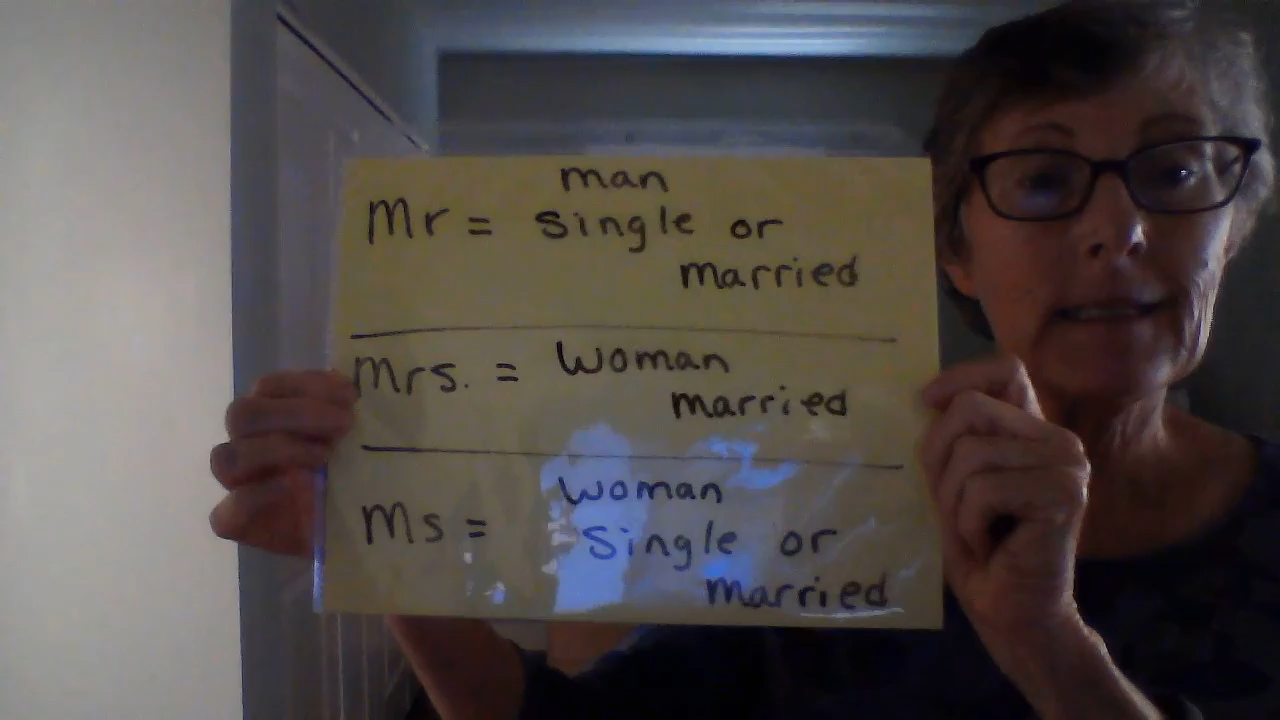 man
Mr = single or
married
Mrs. = Woman
married
Woman
Ms = Single or
married